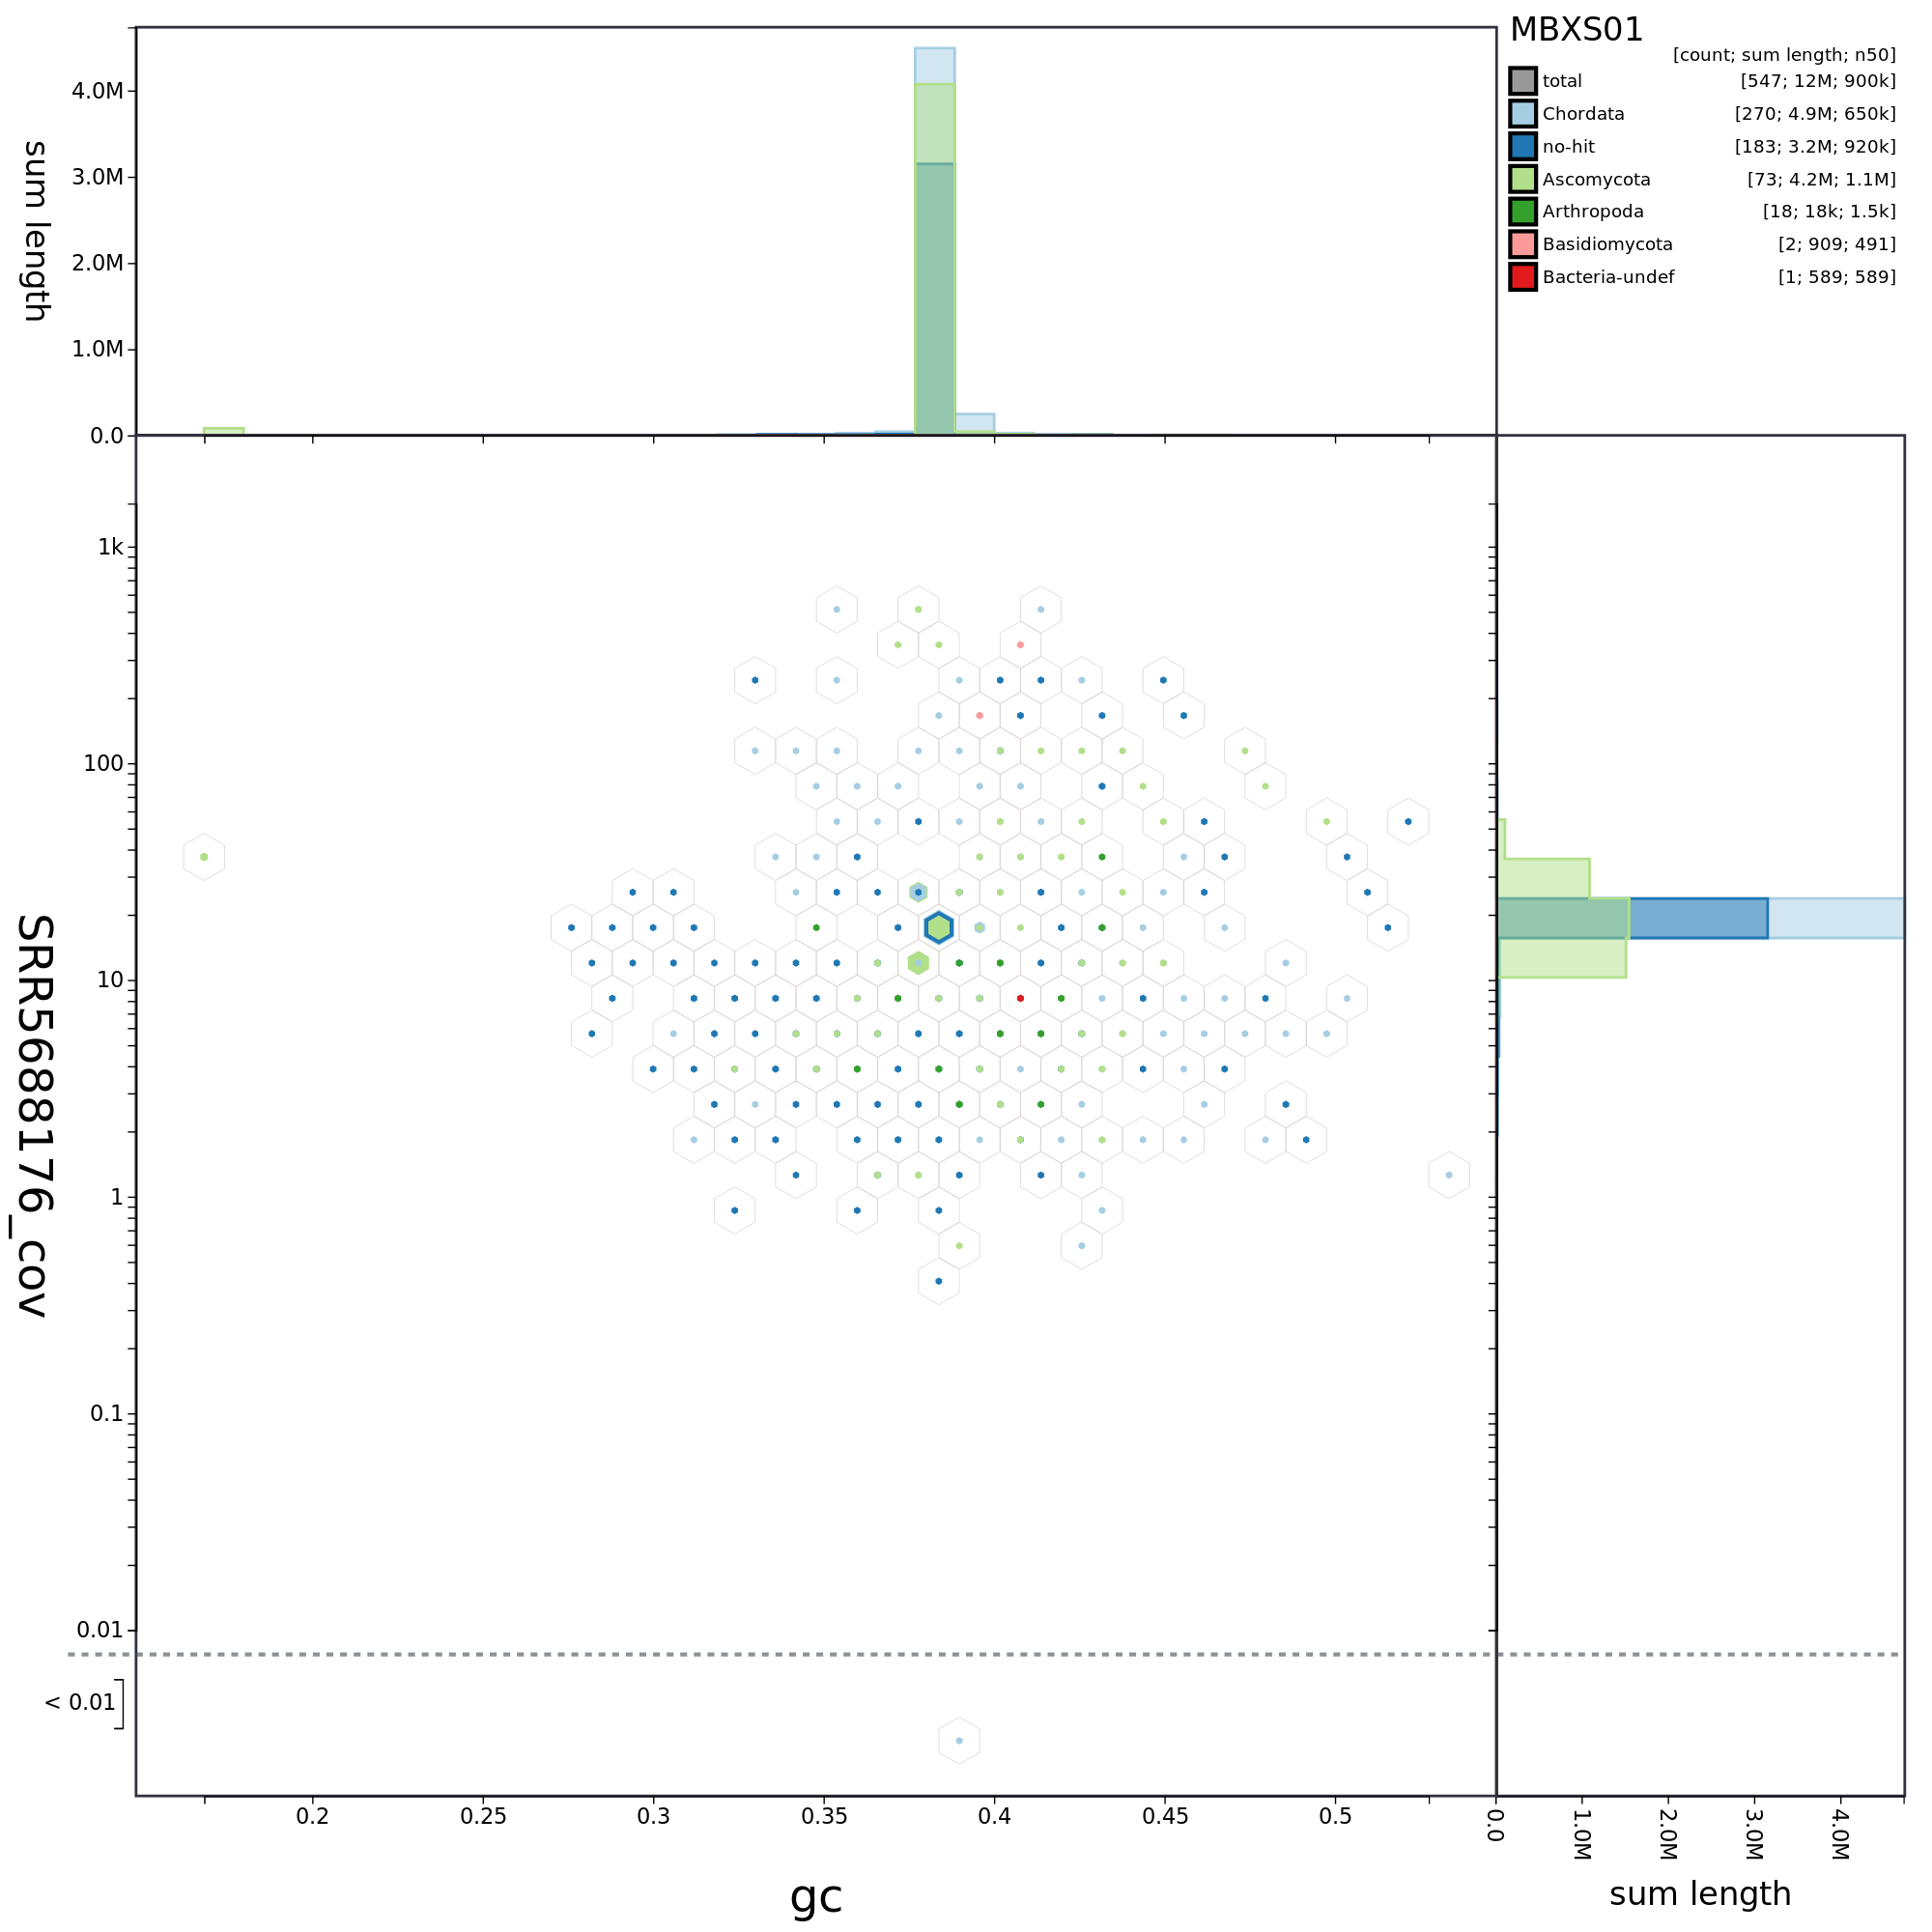 MBXS01
[count; sum length; n50]
total [547; 12M; 900k]
Chordata [270; 4.9M; 650k]
no-hit [183; 3.2M; 920k]
Ascomycota [73; 4.2M; 1.1M]
Arthropoda [18; 18k; 1.5k]
Basidiomycota [2; 909; 491]
Bacteria-undef [1; 589; 589]
sum length
4.0M
3.0M
2.0M
1.0M
0.0
SRR5688176_cov
1k
100
10
1
0.1
0.01
< 0.01
0.2 0.25 0.3 0.35 0.4 0.45 0.5
gc
0.0 1.0M 2.0M 3.0M 4.0M
sum length